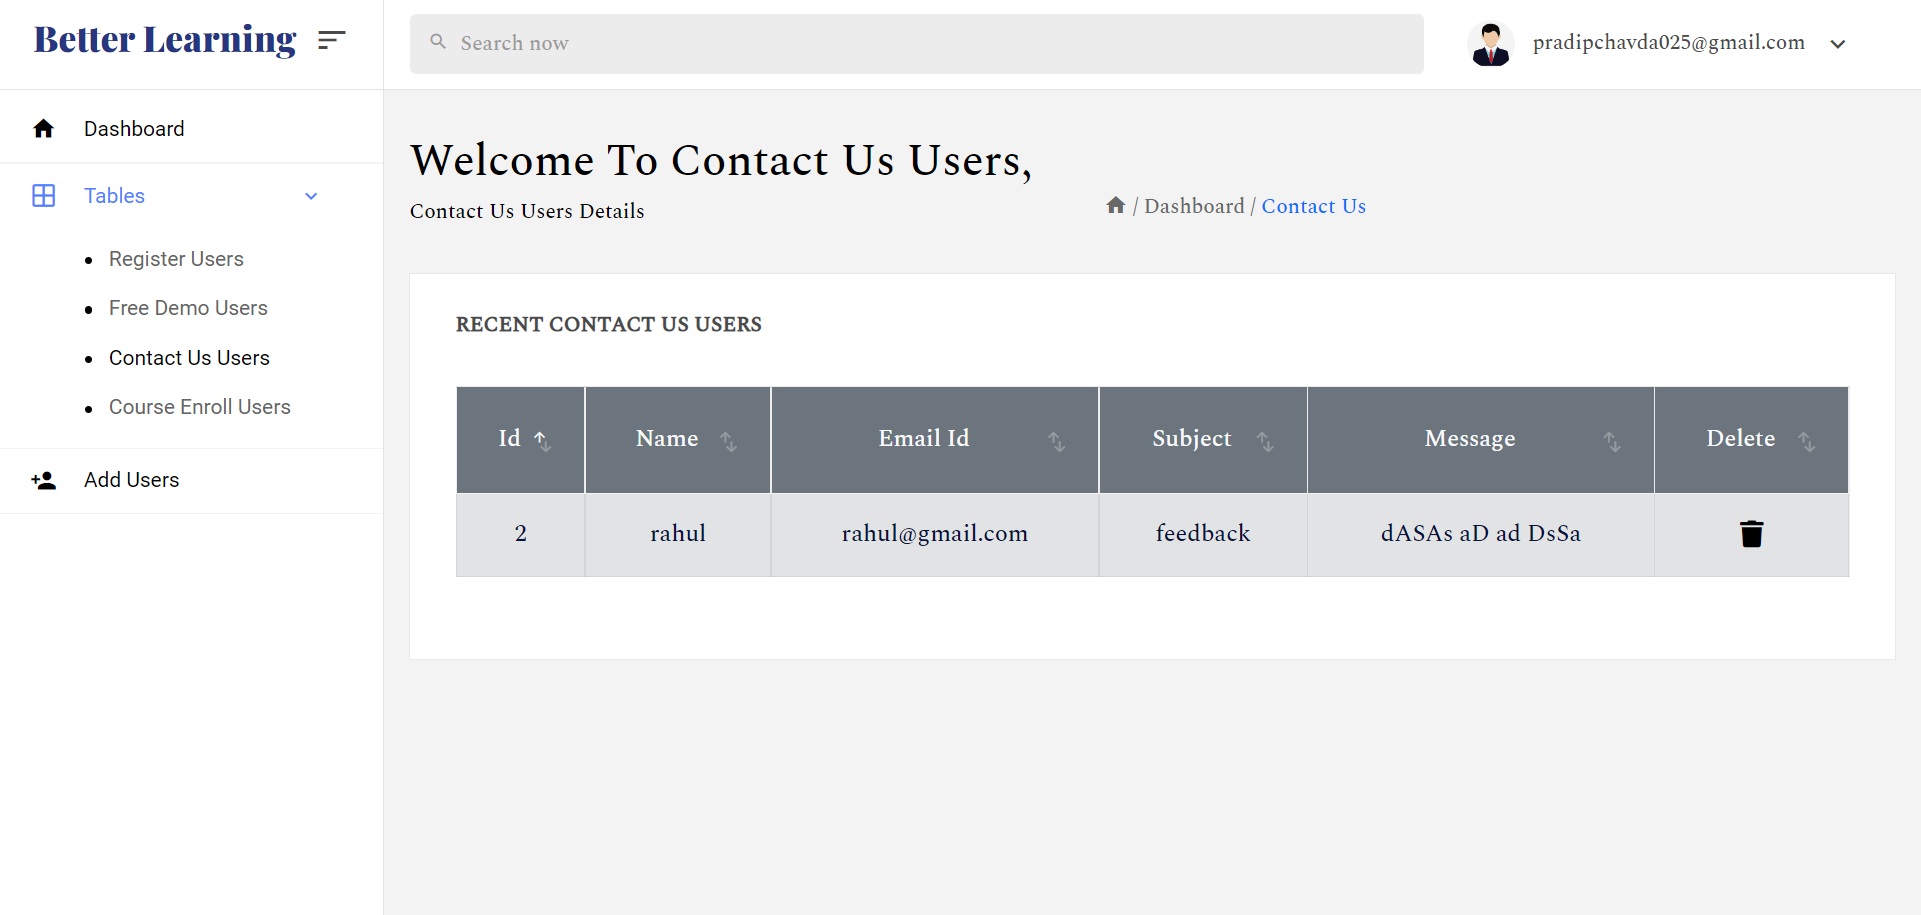 Better Learning
Search now
pradipchavda025@gmail.com
Dashboard
Tables
Register Users
Free Demo Users
Contact Us Users
Course Enroll Users
Add Users
Welcome To Contact Us Users,
Contact Us Users Details
/ Dashboard / Contact Us
RECENT CONTACT US USERS
Id Name Email Id Subject Message Delete
2 rahul rahul@gmail.com feedback dASAs aD ad DsSa